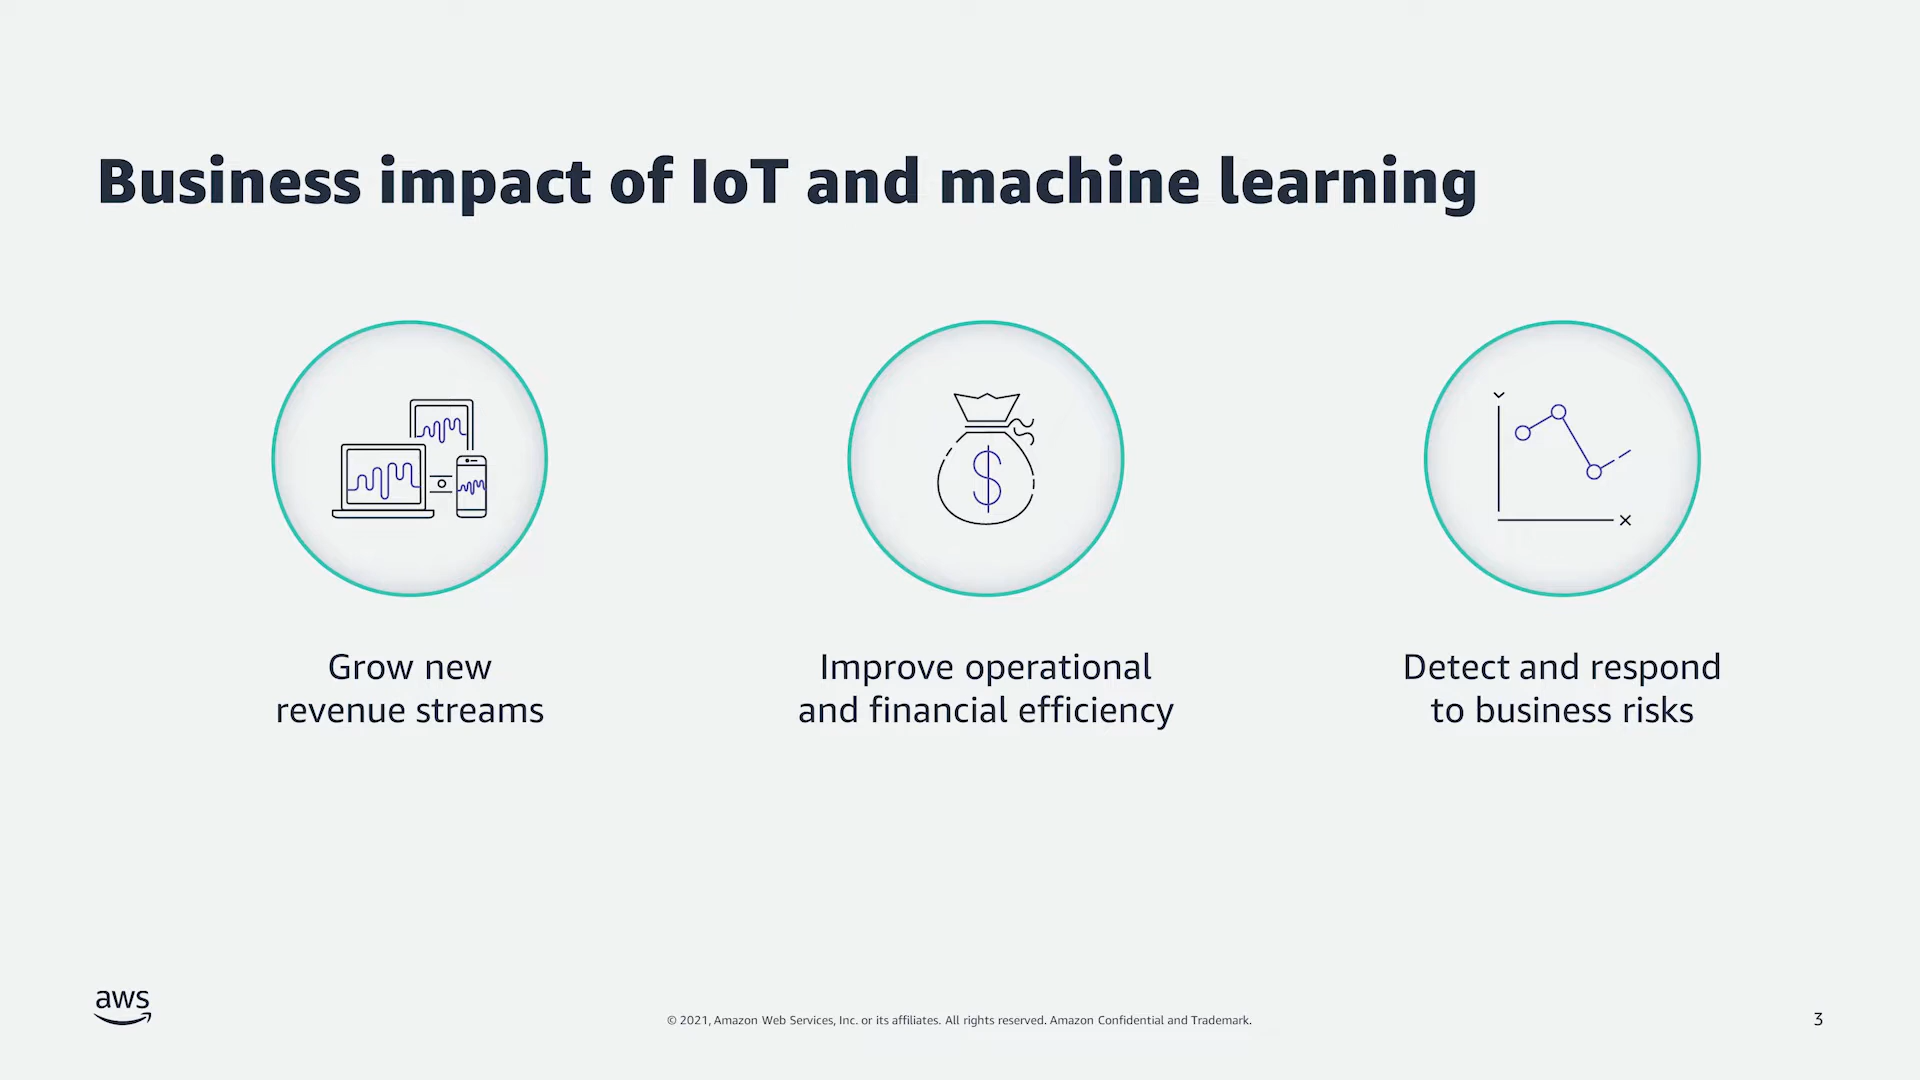 Business impact of IoT and machine learning
Grow new
revenue streams
Improve operational
and financial efficiency
Detect and respond
to business risks
aws
© 2021, Amazon Web Services, Inc. or its affiliates. All rights reserved. Amazon Confidential and Trademark.
3